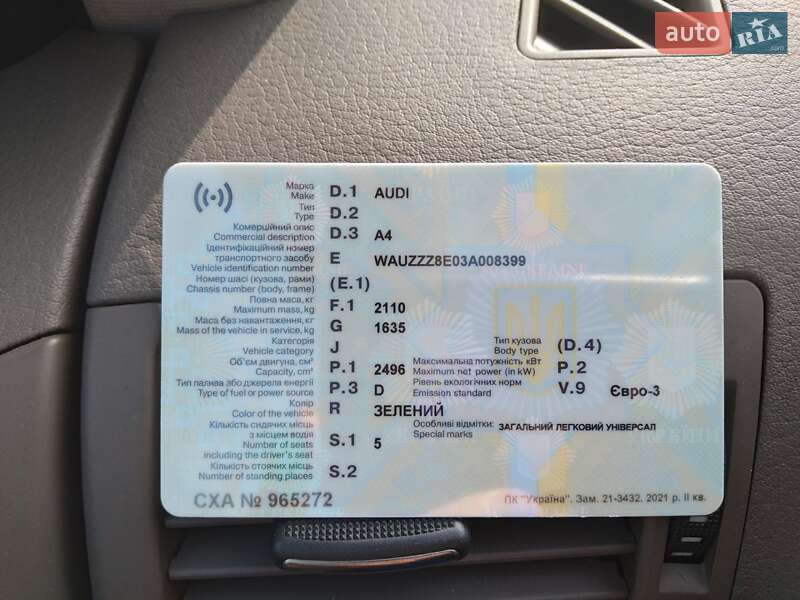 auto RIA
.com
Марка
Make D.1 AUDI
Тип
Type D.2
Комерційний опис
Commercial description D.3 A4
Ідентифікаційний номер
транспортного засобу E WAUZZZ8E03A008399
Vehicle identification number
Номер шасі (кузова, рами) (E.1)
Chassis number (body, frame)
Повна маса, кг
Maximum mass, kg F.1 2110
Маса без навантаження, кг G 1635
Mass of the vehicle in service, kg
Категорія
Vehicle category J
Тип кузова
Body type (D.4)
Об'єм двигуна, см³
Capacity, cm³ P.1 2496
Максимальна потужність кВт
Maximum net power (in kW) P.2
Тип палива або джерела енергії
Type of fuel or power source P.3 D
Рівень екологічних норм
Emission standard V.9 Євро-3
Колір
Color of the vehicle R ЗЕЛЕНИЙ
Особливі відмітки: ЗАГАЛЬНИЙ ЛЕГКОВИЙ УНІВЕРСАЛ
Special marks
Кількість сидячих місць
з місцем водія
Number of seats S.1 5
including the driver's seat
Кількість стоячих місць
Number of standing places S.2
CXA № 965272
ПК "Україна". Зам. 21-3432. 2021 р. II кв.